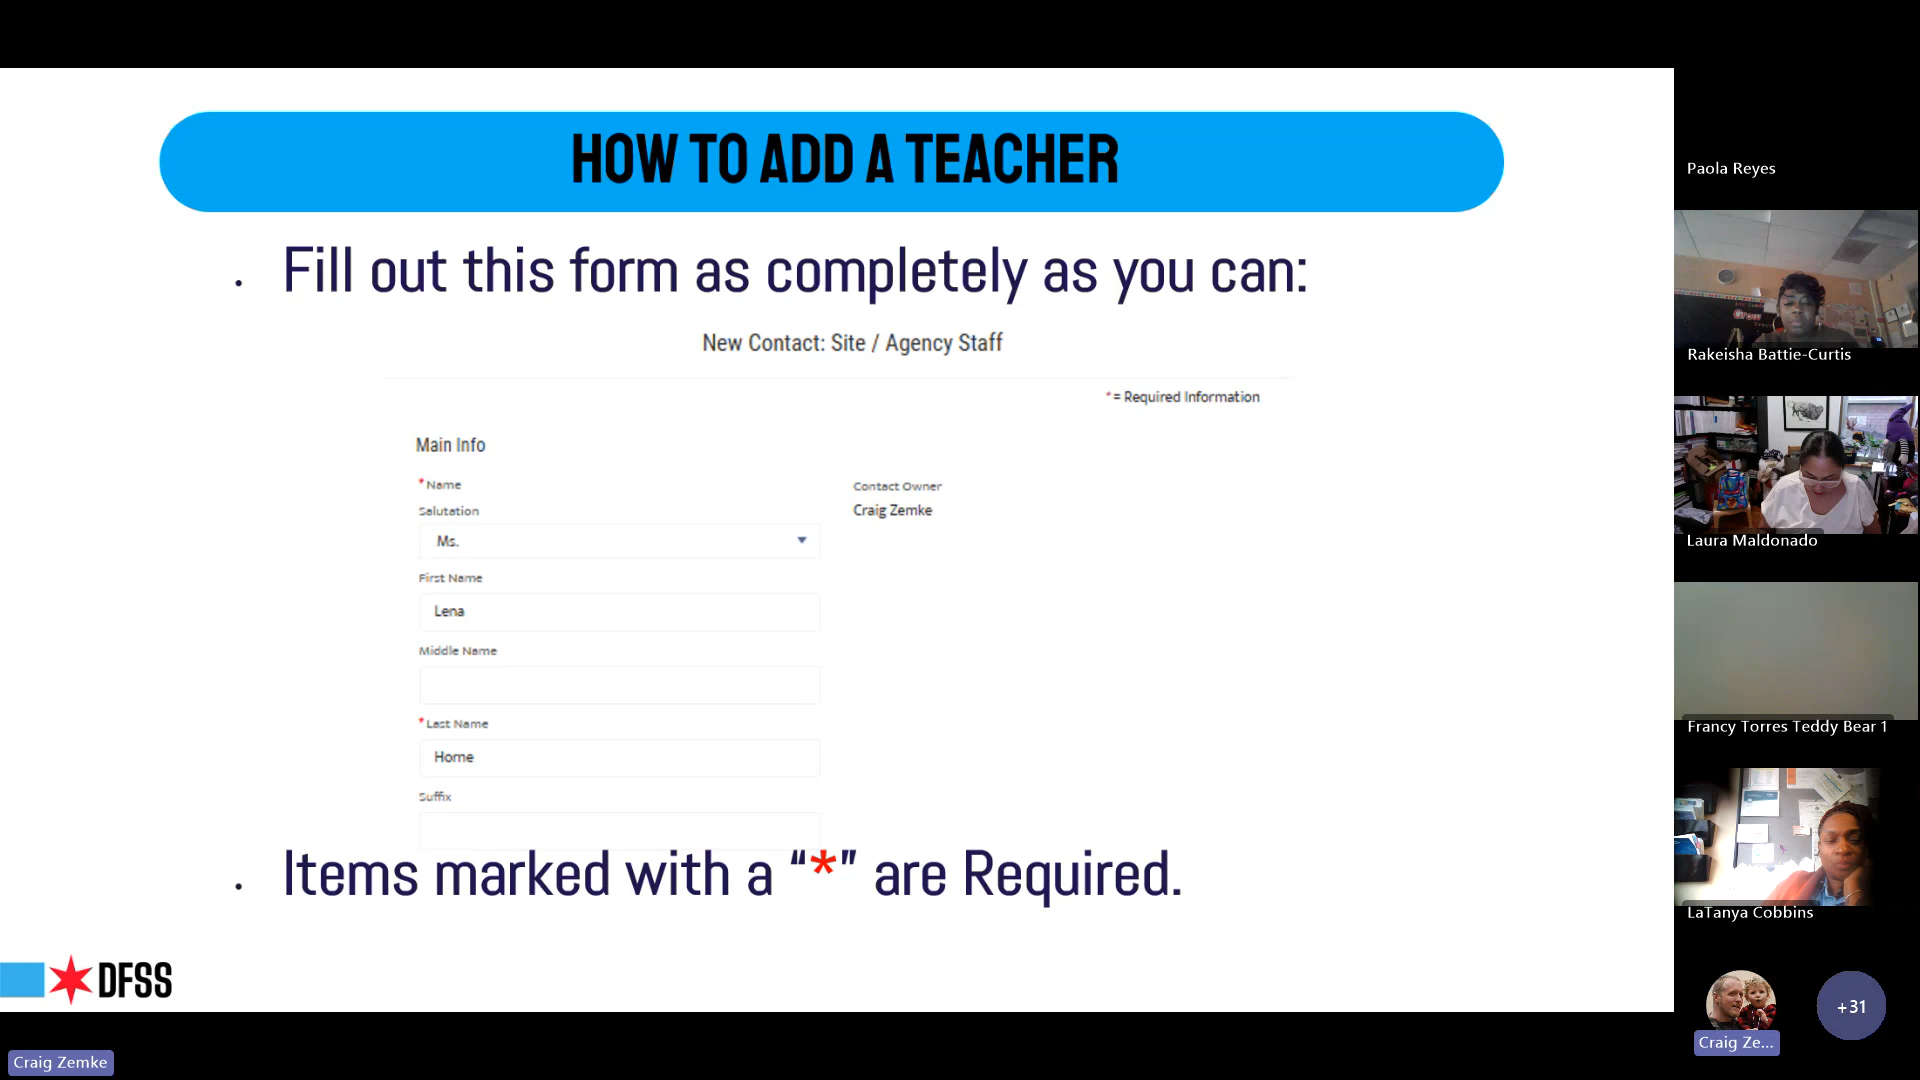 HOW TO ADD A TEACHER
• Fill out this form as completely as you can:
New Contact: Site / Agency Staff
* = Required Information
Main Info
* Name
Contact Owner
Craig Zemke
Salutation
Ms.
First Name
Lena
Middle Name
* Last Name
Horne
Suffix
• Items marked with a “*” are Required.
DFSS
Craig Zemke
Paola Reyes
Rakeisha Battie-Curtis
Laura Maldonado
Francy Torres Teddy Bear 1
LaTanya Cobbins
Craig Ze...
+31